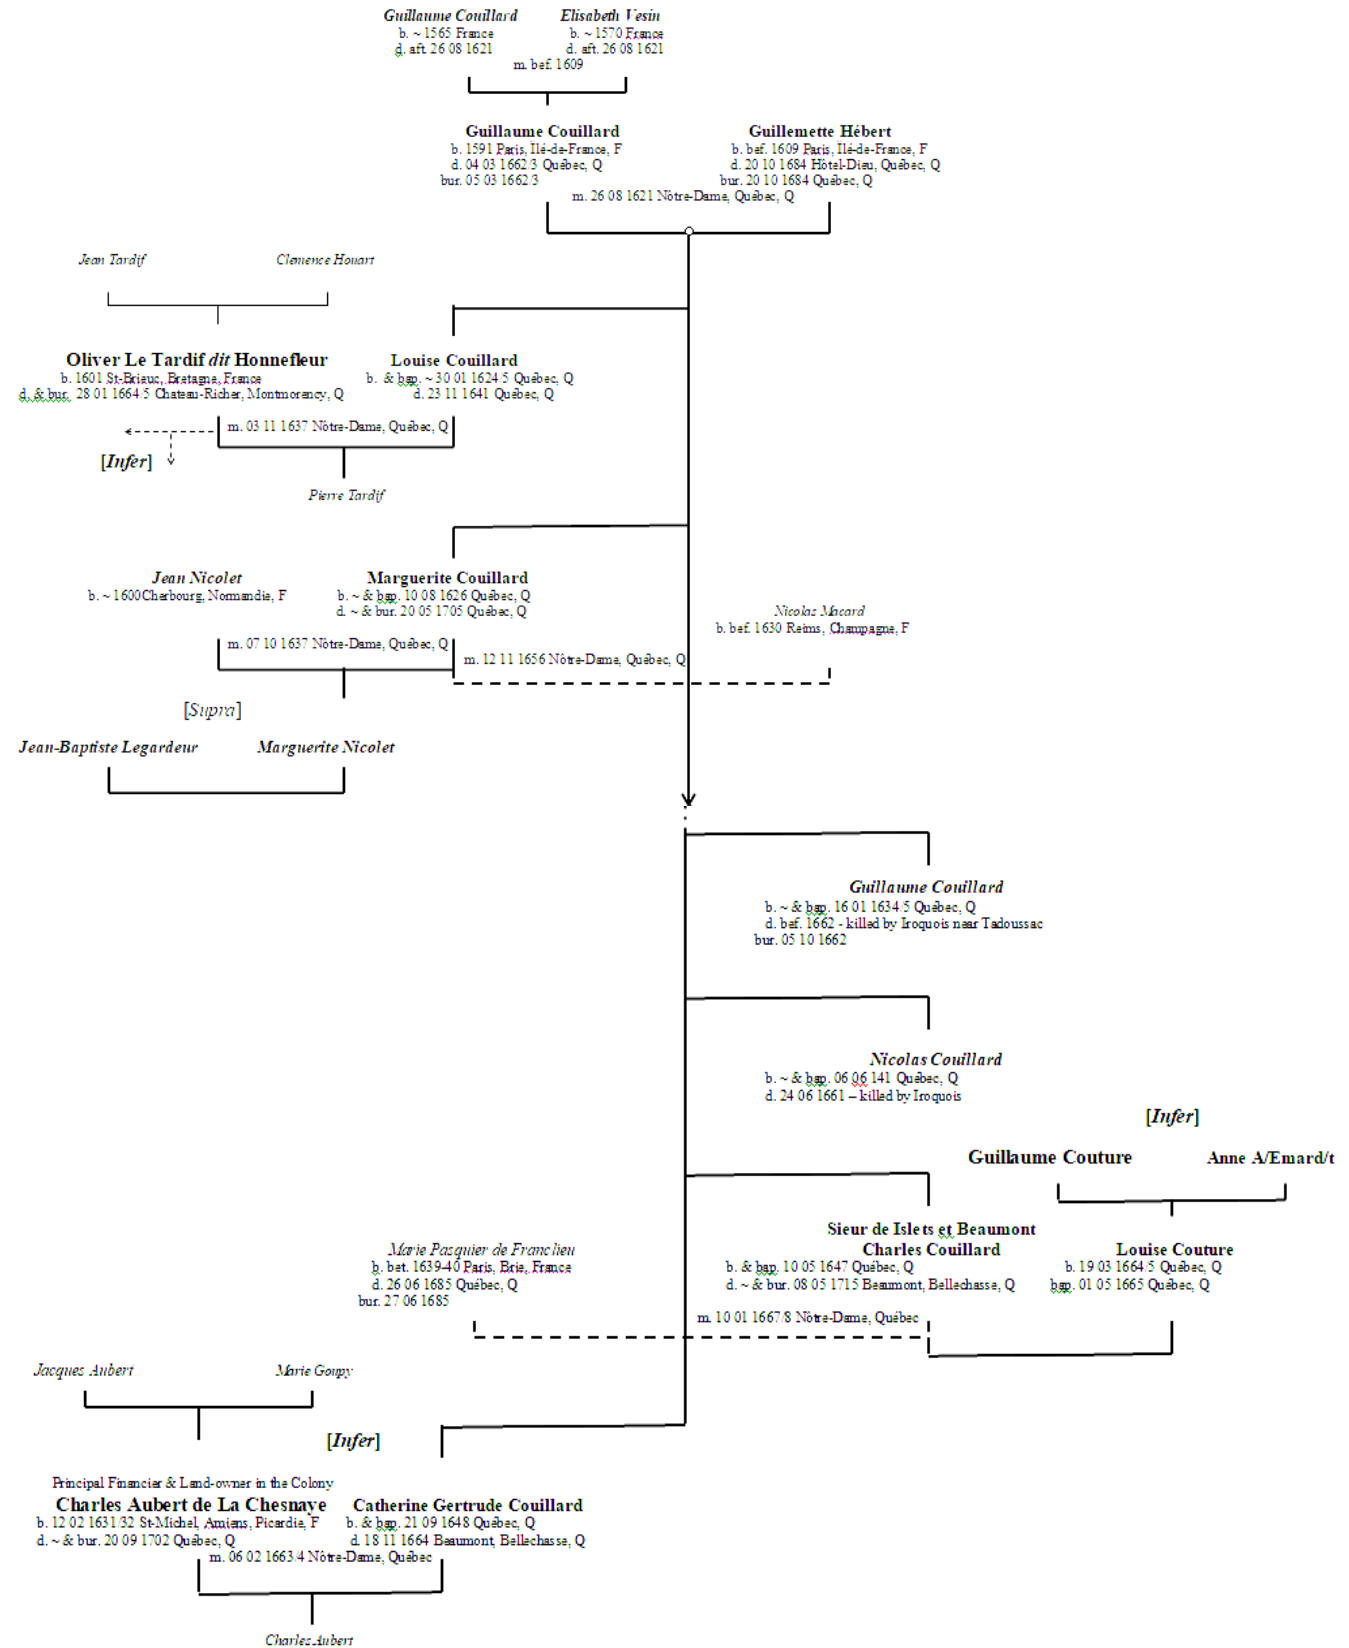 Guillaume Couillard Elisabeth Vesin
b. ~ 1565 France b. ~ 1570 France
d. aft. 26 08 1621 d. aft. 26 08 1621
m. bef. 1609
Guillaume Couillard Guillemette Hébert
b. 1591 Paris, Ilé-de-France, F b. bef. 1609 Paris, Ilé-de-France, F
d. 04 03 1662/3 Québec, Q d. 20 10 1684 Hôtel-Dieu, Québec, Q
bur. 05 03 1662/3 bur. 20 10 1684 Québec, Q
m. 26 08 1621 Nôtre-Dame, Québec, Q
Jean Tardif Clemence Houart
Oliver Le Tardif dit Honnefleur Louise Couillard
b. 1601 St-Brieuc, Bretagne, France b. & bap. ~ 30 01 1624/5 Québec, Q
d. & bur. 28 01 1664/5 Chateau-Richer, Montmorency, Q d. 23 11 1641 Québec, Q
m. 03 11 1637 Nôtre-Dame, Québec, Q
[Infer]
Pierre Tardif
Jean Nicolet Marguerite Couillard
b. ~ 1600Cherbourg, Normandie, F b. ~ & bap. 10 08 1626 Québec, Q
d. ~ & bur. 20 05 1705 Québec, Q
Nicolas Macard
b. bef. 1630 Reims, Champagne, F
m. 07 10 1637 Nôtre-Dame, Québec, Q
m. 12 11 1656 Nôtre-Dame, Québec, Q
[Supra]
Jean-Baptiste Legardeur Marguerite Nicolet
Guillaume Couillard
b. ~ & bap. 16 01 1634/5 Québec, Q
d. bef. 1662 - killed by Iroquois near Tadoussac
bur. 05 10 1662
Nicolas Couillard
b. ~ & bap. 06 06 141 Québec, Q
d. 24 06 1661 – killed by Iroquois
[Infer]
Guillaume Couture Anne A/Emard/t
Sieur de Islets et Beaumont
Marie Pasquier de Franclieu Charles Couillard Louise Couture
b. bet. 1639-40 Paris, Brie, France b. & bap. 10 05 1647 Québec, Q b. 19 03 1664/5 Québec, Q
d. 26 06 1685 Québec, Q d. ~ & bur. 08 05 1715 Beaumont, Bellechasse, Q bap. 01 05 1665 Québec, Q
bur. 27 06 1685
m. 10 01 1667/8 Nôtre-Dame, Québec
Jacques Aubert Marie Goupy
[Infer]
Principal Financier & Land-owner in the Colony
Charles Aubert de La Chesnaye Catherine Gertrude Couillard
b. 12 02 1631/32 St-Michel, Amiens, Picardie, F b. & bap. 21 09 1648 Québec, Q
d. ~ & bur. 20 09 1702 Québec, Q d. 18 11 1664 Beaumont, Bellechasse, Q
m. 06 02 1663/4 Nôtre-Dame, Québec
Charles Aubert